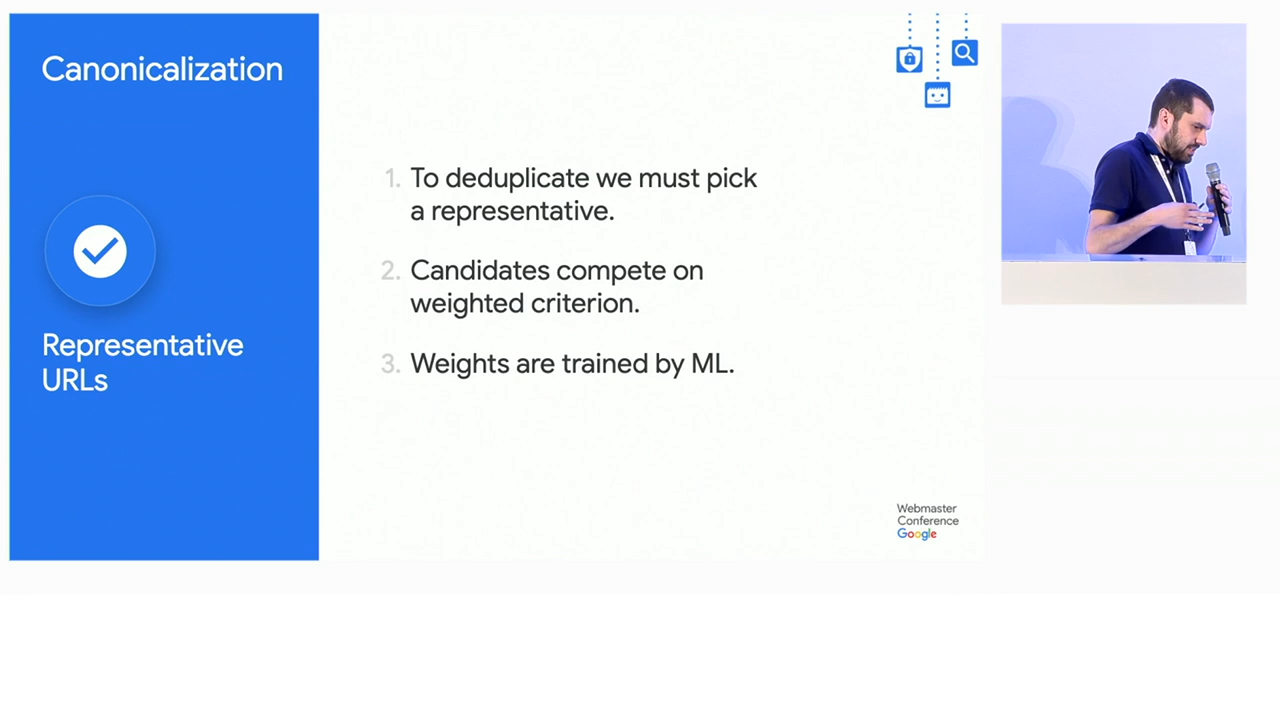 Canonicalization
Representative
URLs
1. To deduplicate we must pick
a representative.
2. Candidates compete on
weighted criterion.
3. Weights are trained by ML.
Webmaster
Conference
Google